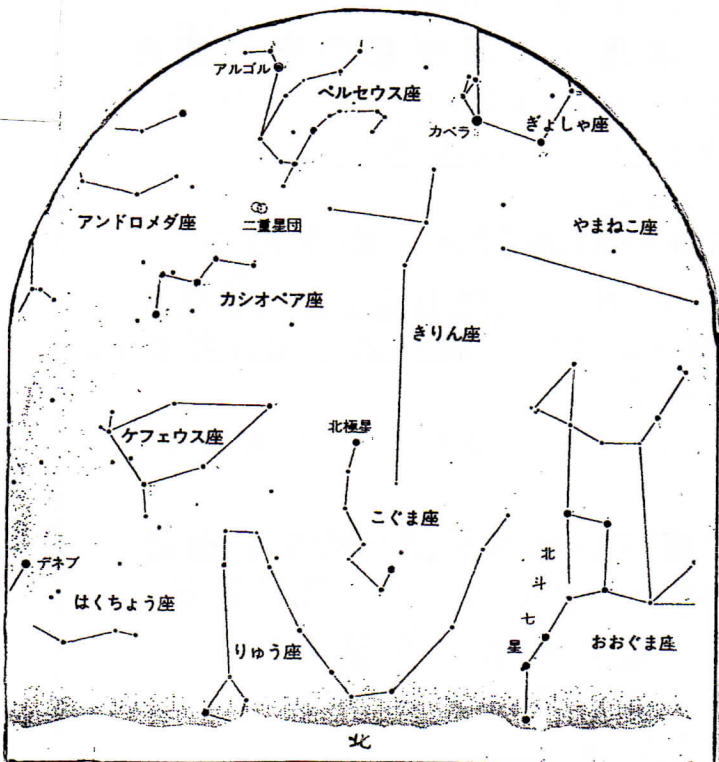 アルゴル
ペルセウス座
カペラ
ぎょしゃ座
アンドロメダ座
二重星団
やまねこ座
カシオペア座
きりん座
北極星
ケフェウス座
こぐま座
デネブ
はくちょう座
りゅう座
北斗七星
おおぐま座
北